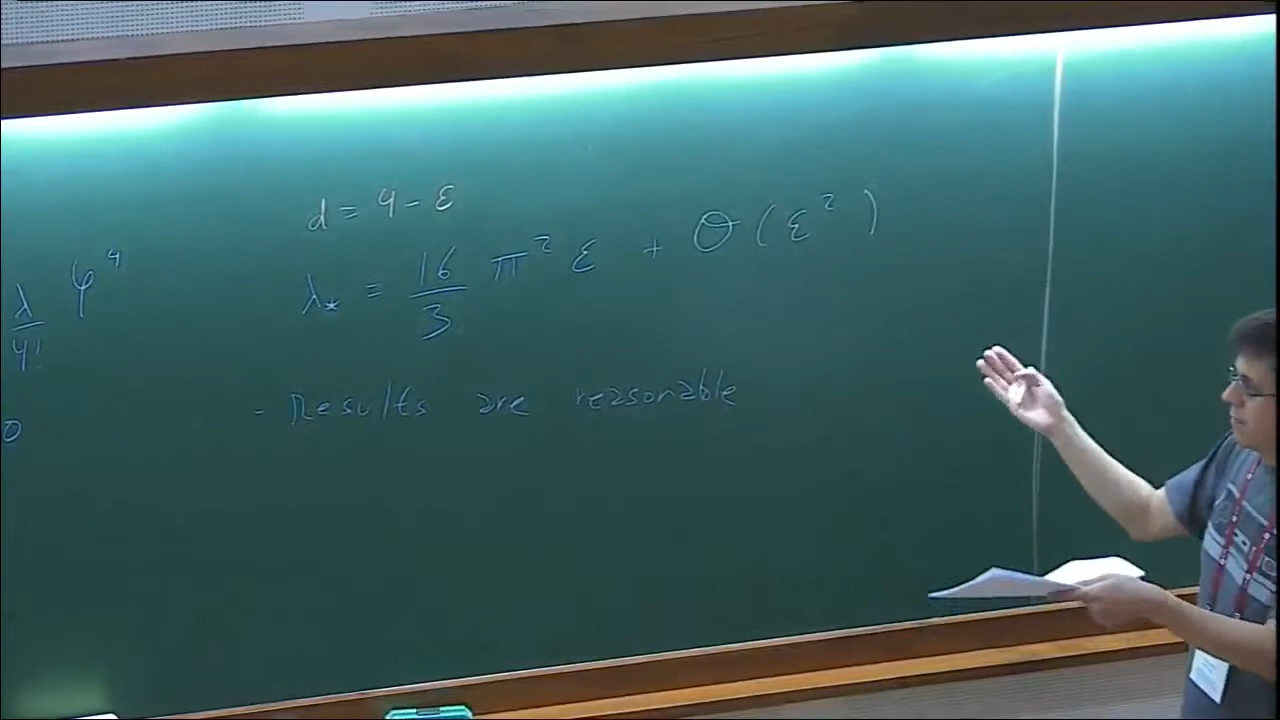 d = 4 - ε
λ/4! φ⁴
λ⋆ = 16/3 π² ε + O(ε²)
- Results are reasonable
0